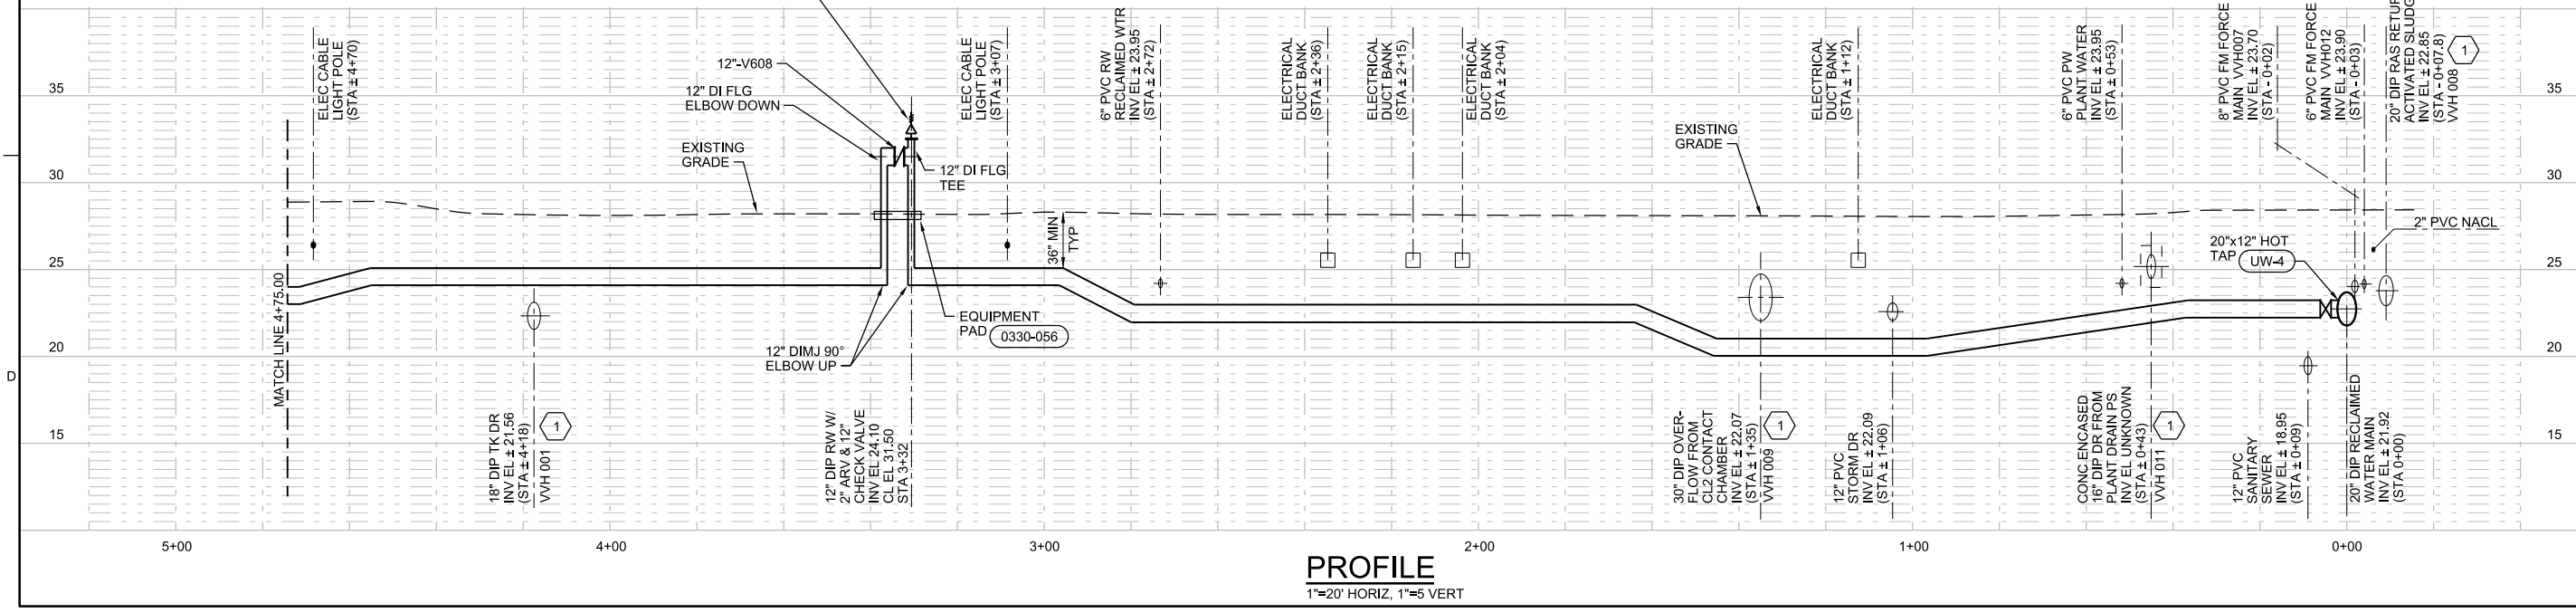 35
30
25
20
15
D
MATCH LINE 4+75.00
ELEC CABLE
LIGHT POLE
(STA ± 4+70)
EXISTING
GRADE
12"-V608
12" DI FLG
ELBOW DOWN
12" DI FLG
TEE
ELEC CABLE
LIGHT POLE
(STA ± 3+07)
36" MIN
TYP
EQUIPMENT
PAD
0330-056
12" DIMJ 90°
ELBOW UP
18" DIP TK DR
INV EL ± 21.56
(STA ± 4+18)
VVH 001
1
12" DIP RW W/
2" ARV & 12"
CHECK VALVE
INV EL 24.10
CL EL 31.50
STA 3+32
6" PVC RW
RECLAIMED WTR
INV EL ± 23.95
(STA ± 2+72)
ELECTRICAL
DUCT BANK
(STA ± 2+36)
ELECTRICAL
DUCT BANK
(STA ± 2+15)
ELECTRICAL
DUCT BANK
(STA ± 2+04)
EXISTING
GRADE
ELECTRICAL
DUCT BANK
(STA ± 1+12)
30" DIP OVER-
FLOW FROM
CL2 CONTACT
CHAMBER
INV EL ± 22.07
(STA ± 1+35)
VVH 009
1
12" PVC
STORM DR
INV EL ± 22.09
(STA ± 1+06)
6" PVC PW
PLANT WATER
INV EL ± 23.95
(STA ± 0+53)
8" PVC FM FORCE
MAIN VVH007
INV EL ± 23.70
(STA - 0+02)
6" PVC FM FORCE
MAIN VVH012
INV EL ± 23.90
(STA - 0+03)
20" DIP RAS
ACTIVATED
INV EL ± 22.85
(STA - 0+07.8)
VVH 008
1
2" PVC NACL
20"x12" HOT
TAP
UW-4
CONC ENCASED
16" DIP DR FROM
PLANT DRAIN PS
INV EL UNKNOWN
(STA ± 0+43)
VVH 011
1
12" PVC
SANITARY
SEWER
INV EL ± 18.95
(STA ± 0+09)
20" DIP RECLAIMED
WATER MAIN
INV EL ± 21.92
(STA 0+00)
35
30
25
20
15
5+00
4+00
3+00
2+00
1+00
0+00
PROFILE
1"=20' HORIZ, 1"=5 VERT